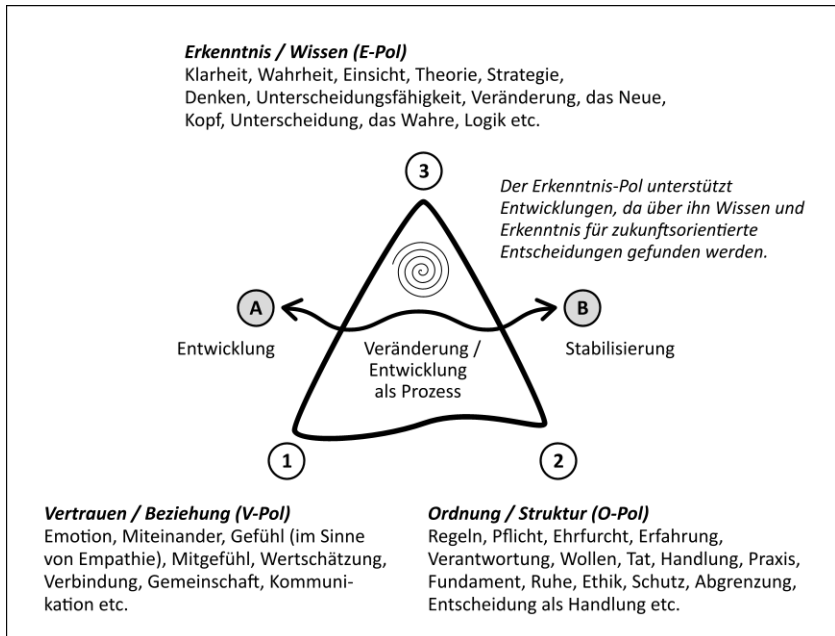 Erkenntnis / Wissen (E-Pol)
Klarheit, Wahrheit, Einsicht, Theorie, Strategie,
Denken, Unterscheidungsfähigkeit, Veränderung, das Neue,
Kopf, Unterscheidung, das Wahre, Logik etc.
3
Der Erkenntnis-Pol unterstützt
Entwicklungen, da über ihn Wissen und
Erkenntnis für zukunftsorientierte
Entscheidungen gefunden werden.
A
B
Entwicklung
Veränderung /
Entwicklung
als Prozess
Stabilisierung
1
2
Vertrauen / Beziehung (V-Pol)
Emotion, Miteinander, Gefühl (im Sinne
von Empathie), Mitgefühl, Wertschätzung,
Verbindung, Gemeinschaft, Kommuni-
kation etc.
Ordnung / Struktur (O-Pol)
Regeln, Pflicht, Ehrfurcht, Erfahrung,
Verantwortung, Wollen, Tat, Handlung, Praxis,
Fundament, Ruhe, Ethik, Schutz, Abgrenzung,
Entscheidung als Handlung etc.